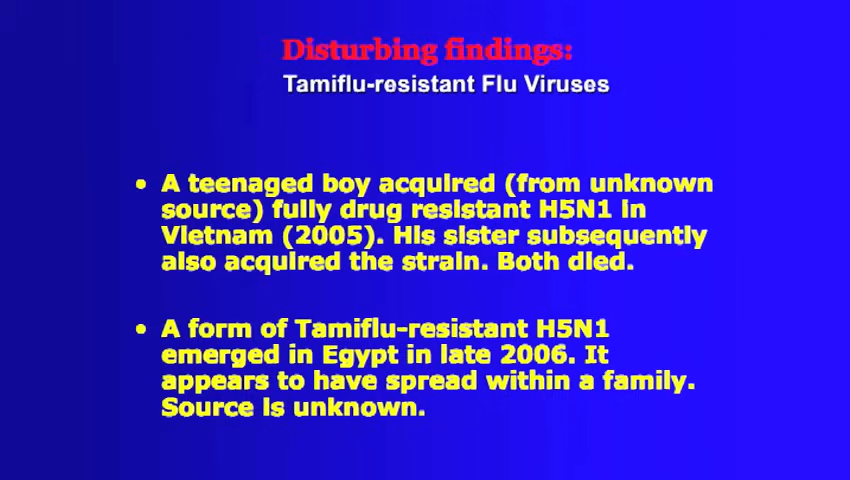 Disturbing findings:
Tamiflu-resistant Flu Viruses
• A teenaged boy acquired (from unknown
source) fully drug resistant H5N1 in
Vietnam (2005). His sister subsequently
also acquired the strain. Both died.
• A form of Tamiflu-resistant H5N1
emerged in Egypt in late 2006. It
appears to have spread within a family.
Source is unknown.